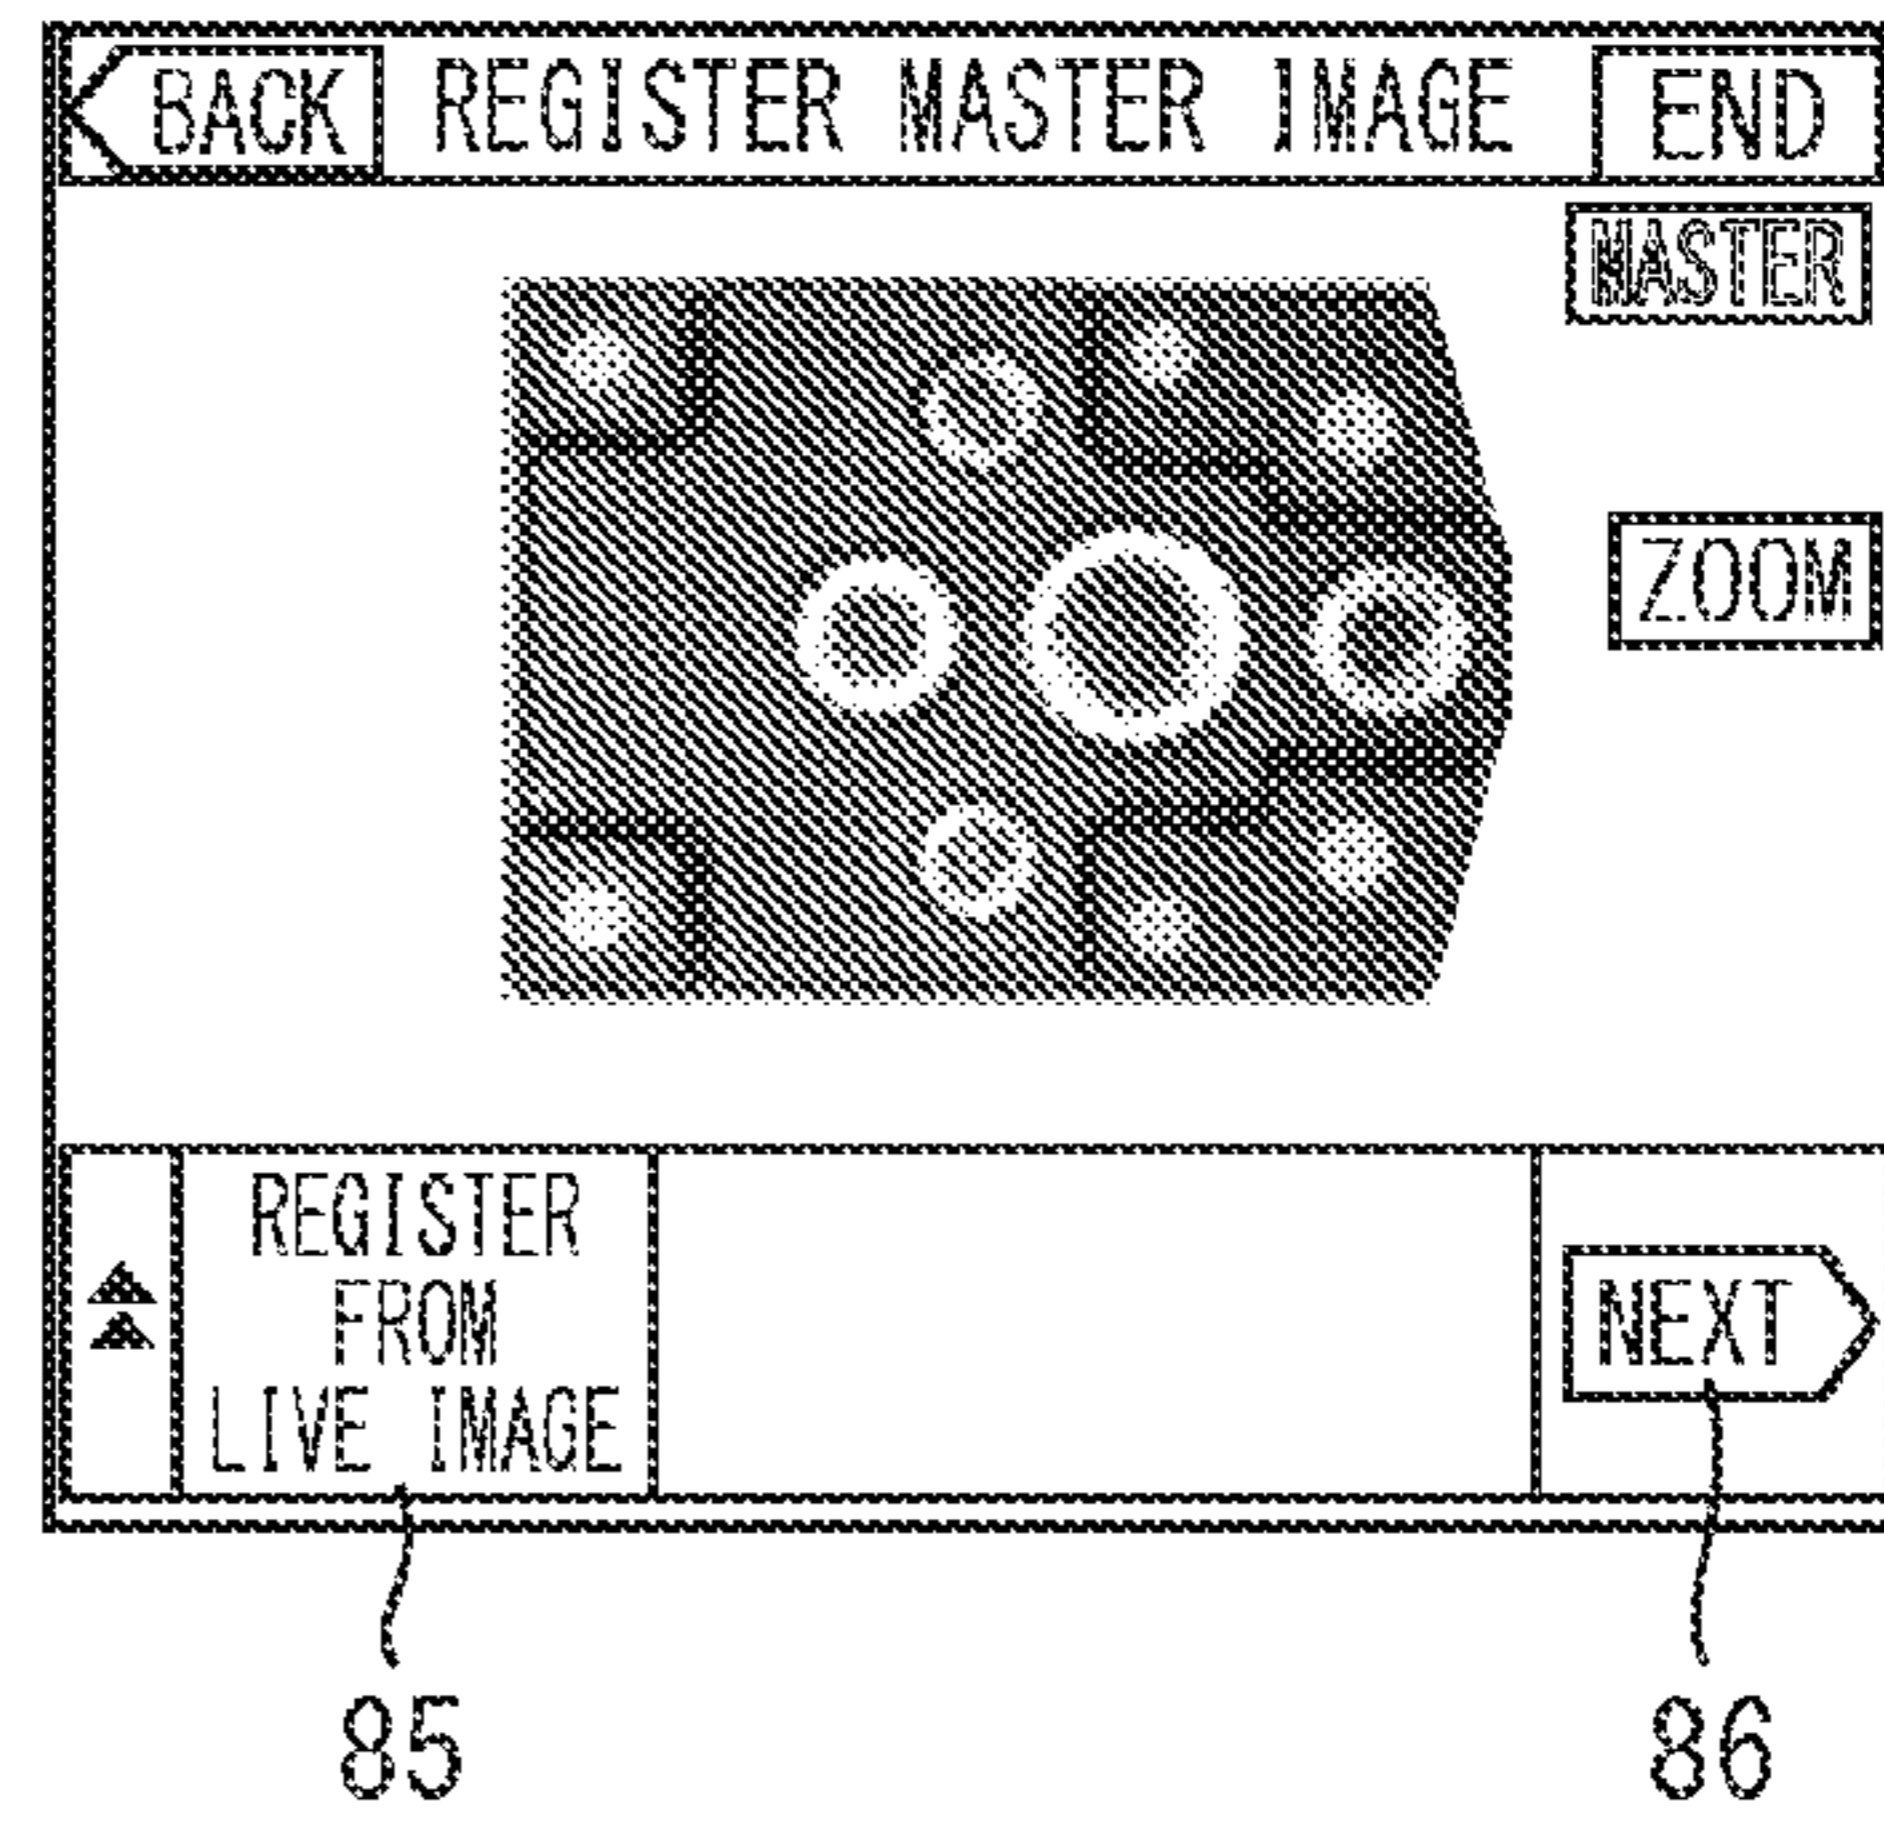 BACK REGISTER MASTER IMAGE END
MASTER
ZOOM
REGISTER
FROM
LIVE IMAGE
NEXT
85 86